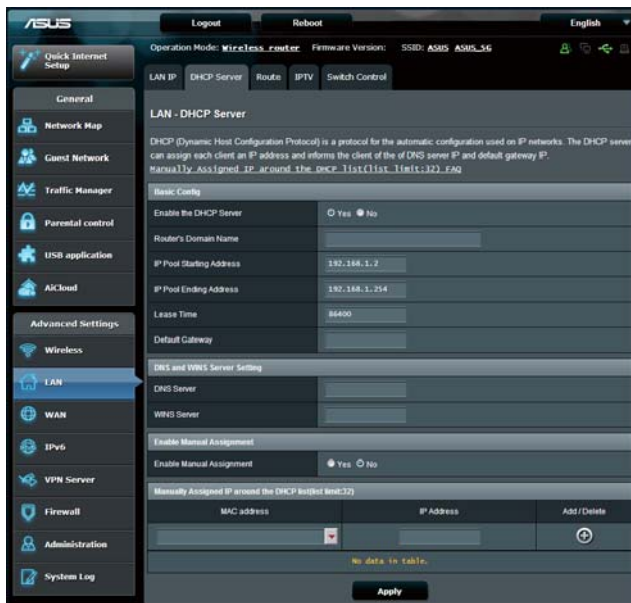 ASUS
Logout
Reboot
English
Quick Internet Setup
Operation Mode: Wireless router Firmware Version: SSID: ASUS ASUS_5G
LAN IP
DHCP Server
Route
IPTV
Switch Control
General
Network Map
Guest Network
Traffic Manager
Parental control
USB application
AiCloud
Advanced Settings
Wireless
LAN
WAN
IPv6
VPN Server
Firewall
Administration
System Log
LAN - DHCP Server
DHCP (Dynamic Host Configuration Protocol) is a protocol for the automatic configuration used on IP networks. The DHCP server
can assign each client an IP address and informs the client of the of DNS server IP and default gateway IP.
Manually Assigned IP around the DHCP list(list limit:32) FAQ
Basic Config
Enable the DHCP Server Yes No
Router's Domain Name
IP Pool Starting Address 192.168.1.2
IP Pool Ending Address 192.168.1.254
Lease Time 86400
Default Gateway
DNS and WINS Server Setting
DNS Server
WINS Server
Enable Manual Assignment
Enable Manual Assignment Yes No
Manually Assigned IP around the DHCP list(list limit:32)
MAC address IP Address Add / Delete
No data in table.
Apply